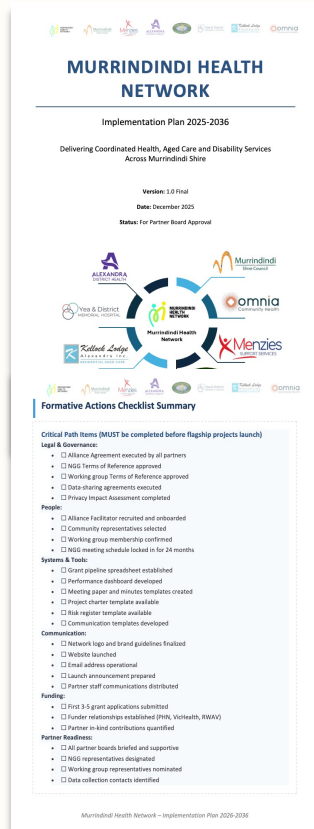 MURRINDINDI HEALTH
NETWORK
Implementation Plan 2025-2036
Delivering Coordinated Health, Aged Care and Disability Services
Across Murrindindi Shire
Version: 1.0 Final
Date: December 2025
Status: For Partner Board Approval
ALEXANDRA
DISTRICT HEALTH
Murrindindi
Shire Council
Yea & District
MEMORIAL HOSPITAL
MURRINDINDI
HEALTH
NETWORK
Murrindindi Health
Network
omnia
Community Health
Kellock Lodge
Alexandra Inc.
Menzies
SUPPORT SERVICES
Formative Actions Checklist Summary
Critical Path Items (MUST be completed before flagship projects launch)
Legal & Governance:
• ☐ Alliance Agreement executed by all partners
• ☐ NGG Terms of Reference approved
• ☐ Working group Terms of Reference approved
• ☐ Data-sharing agreements executed
• ☐ Privacy Impact Assessment completed
People:
• ☐ Alliance Facilitator recruited and onboarded
• ☐ Community representatives selected
• ☐ Working group membership confirmed
• ☐ NGG meeting schedule locked in for 24 months
Systems & Tools:
• ☐ Grant pipeline spreadsheet established
• ☐ Performance dashboard developed
• ☐ Meeting paper and minutes templates created
• ☐ Project charter template available
• ☐ Risk register template available
• ☐ Communication templates developed
Communication:
• ☐ Network logo and brand guidelines finalized
• ☐ Website launched
• ☐ Email address operational
• ☐ Launch announcement prepared
• ☐ Partner staff communications distributed
Funding:
• ☐ First 3-5 grant applications submitted
• ☐ Funder relationships established (PHN, VicHealth, RWAV)
• ☐ Partner in-kind contributions quantified
Partner Readiness:
• ☐ All partner boards briefed and supportive
• ☐ NGG representatives designated
• ☐ Working group representatives nominated
• ☐ Data collection contacts identified
Murrindindi Health Network – Implementation Plan 2026-2036